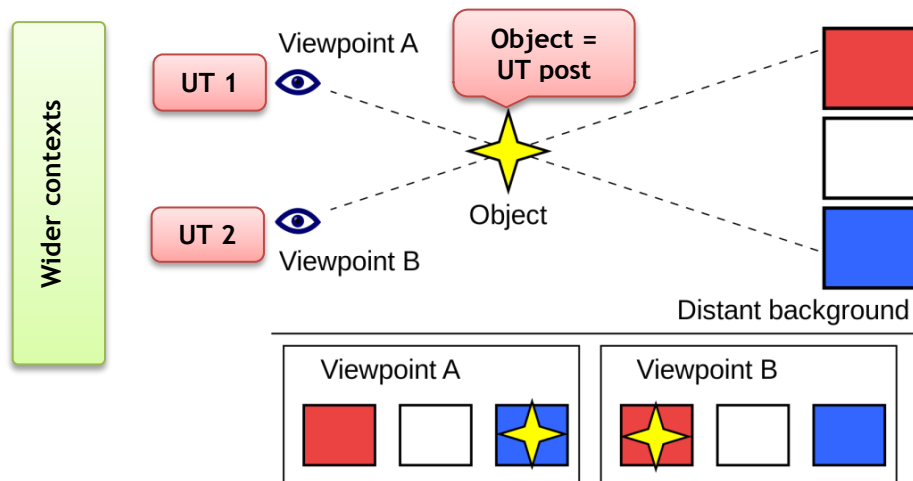 Wider contexts
Viewpoint A
UT 1
Object =
UT post
UT 2
Object
Viewpoint B
Distant background
Viewpoint A
Viewpoint B